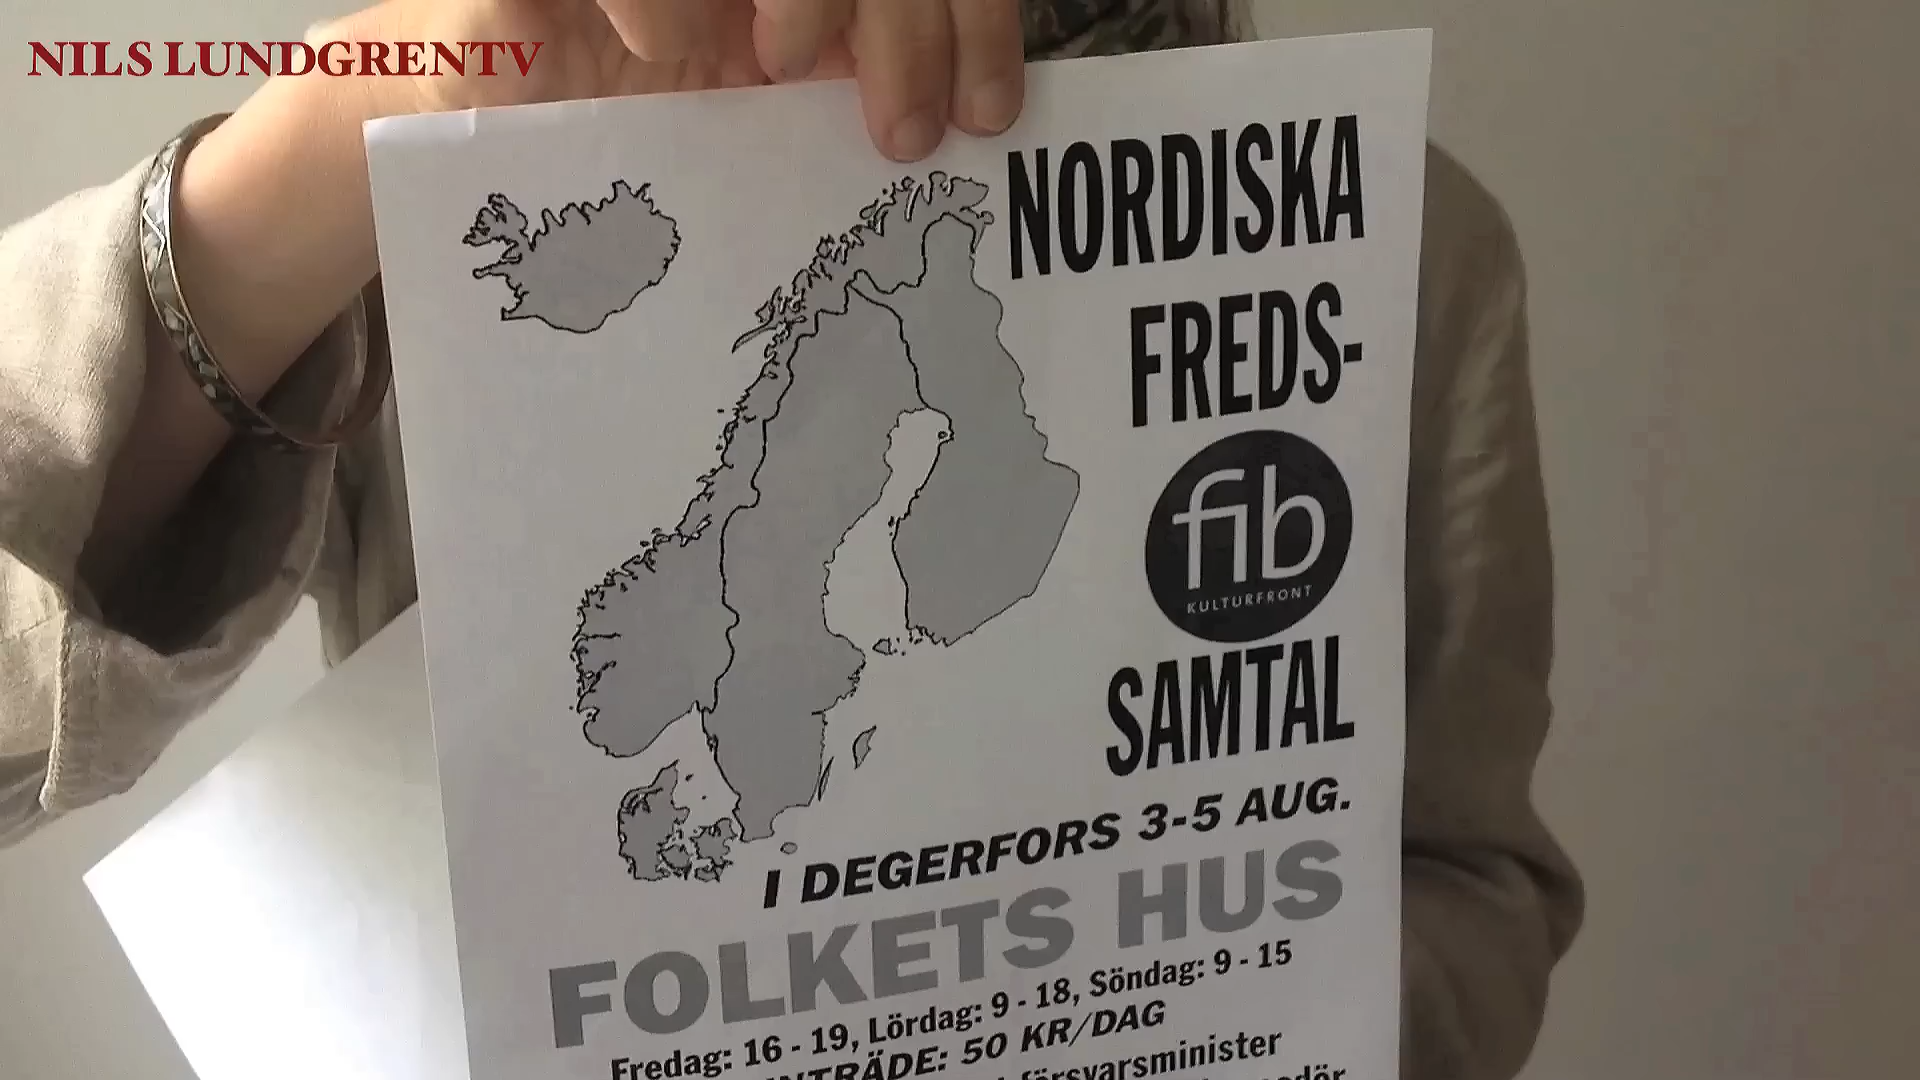 NILS LUNDGRENTV
NORDISKA
FREDS-
fib
KULTURFRONT
SAMTAL
I DEGERFORS 3-5 AUG.
FOLKETS HUS
Fredag: 16 - 19, Lördag: 9 - 18, Söndag: 9 - 15
INTRÄDE: 50 KR/DAG
försvarsminister